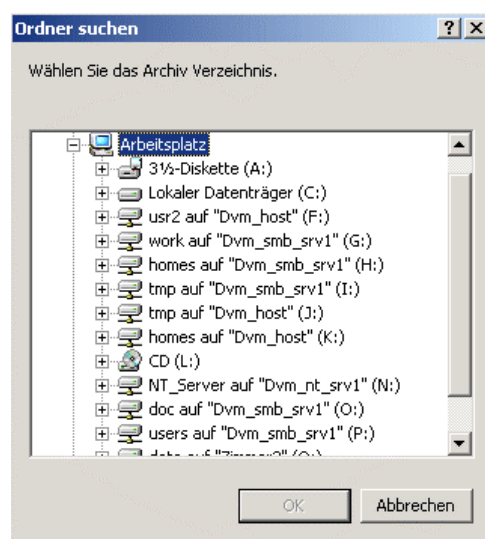 Ordner suchen
Wählen Sie das Archiv Verzeichnis.
Arbeitsplatz
3½-Diskette (A:)
Lokaler Datenträger (C:)
usr2 auf "Dvm_host" (F:)
work auf "Dvm_smb_srv1" (G:)
homes auf "Dvm_smb_srv1" (H:)
tmp auf "Dvm_smb_srv1" (I:)
tmp auf "Dvm_host" (J:)
homes auf "Dvm_host" (K:)
CD (L:)
NT_Server auf "Dvm_nt_srv1" (N:)
doc auf "Dvm_smb_srv1" (O:)
users auf "Dvm_smb_srv1" (P:)
OK Abbrechen